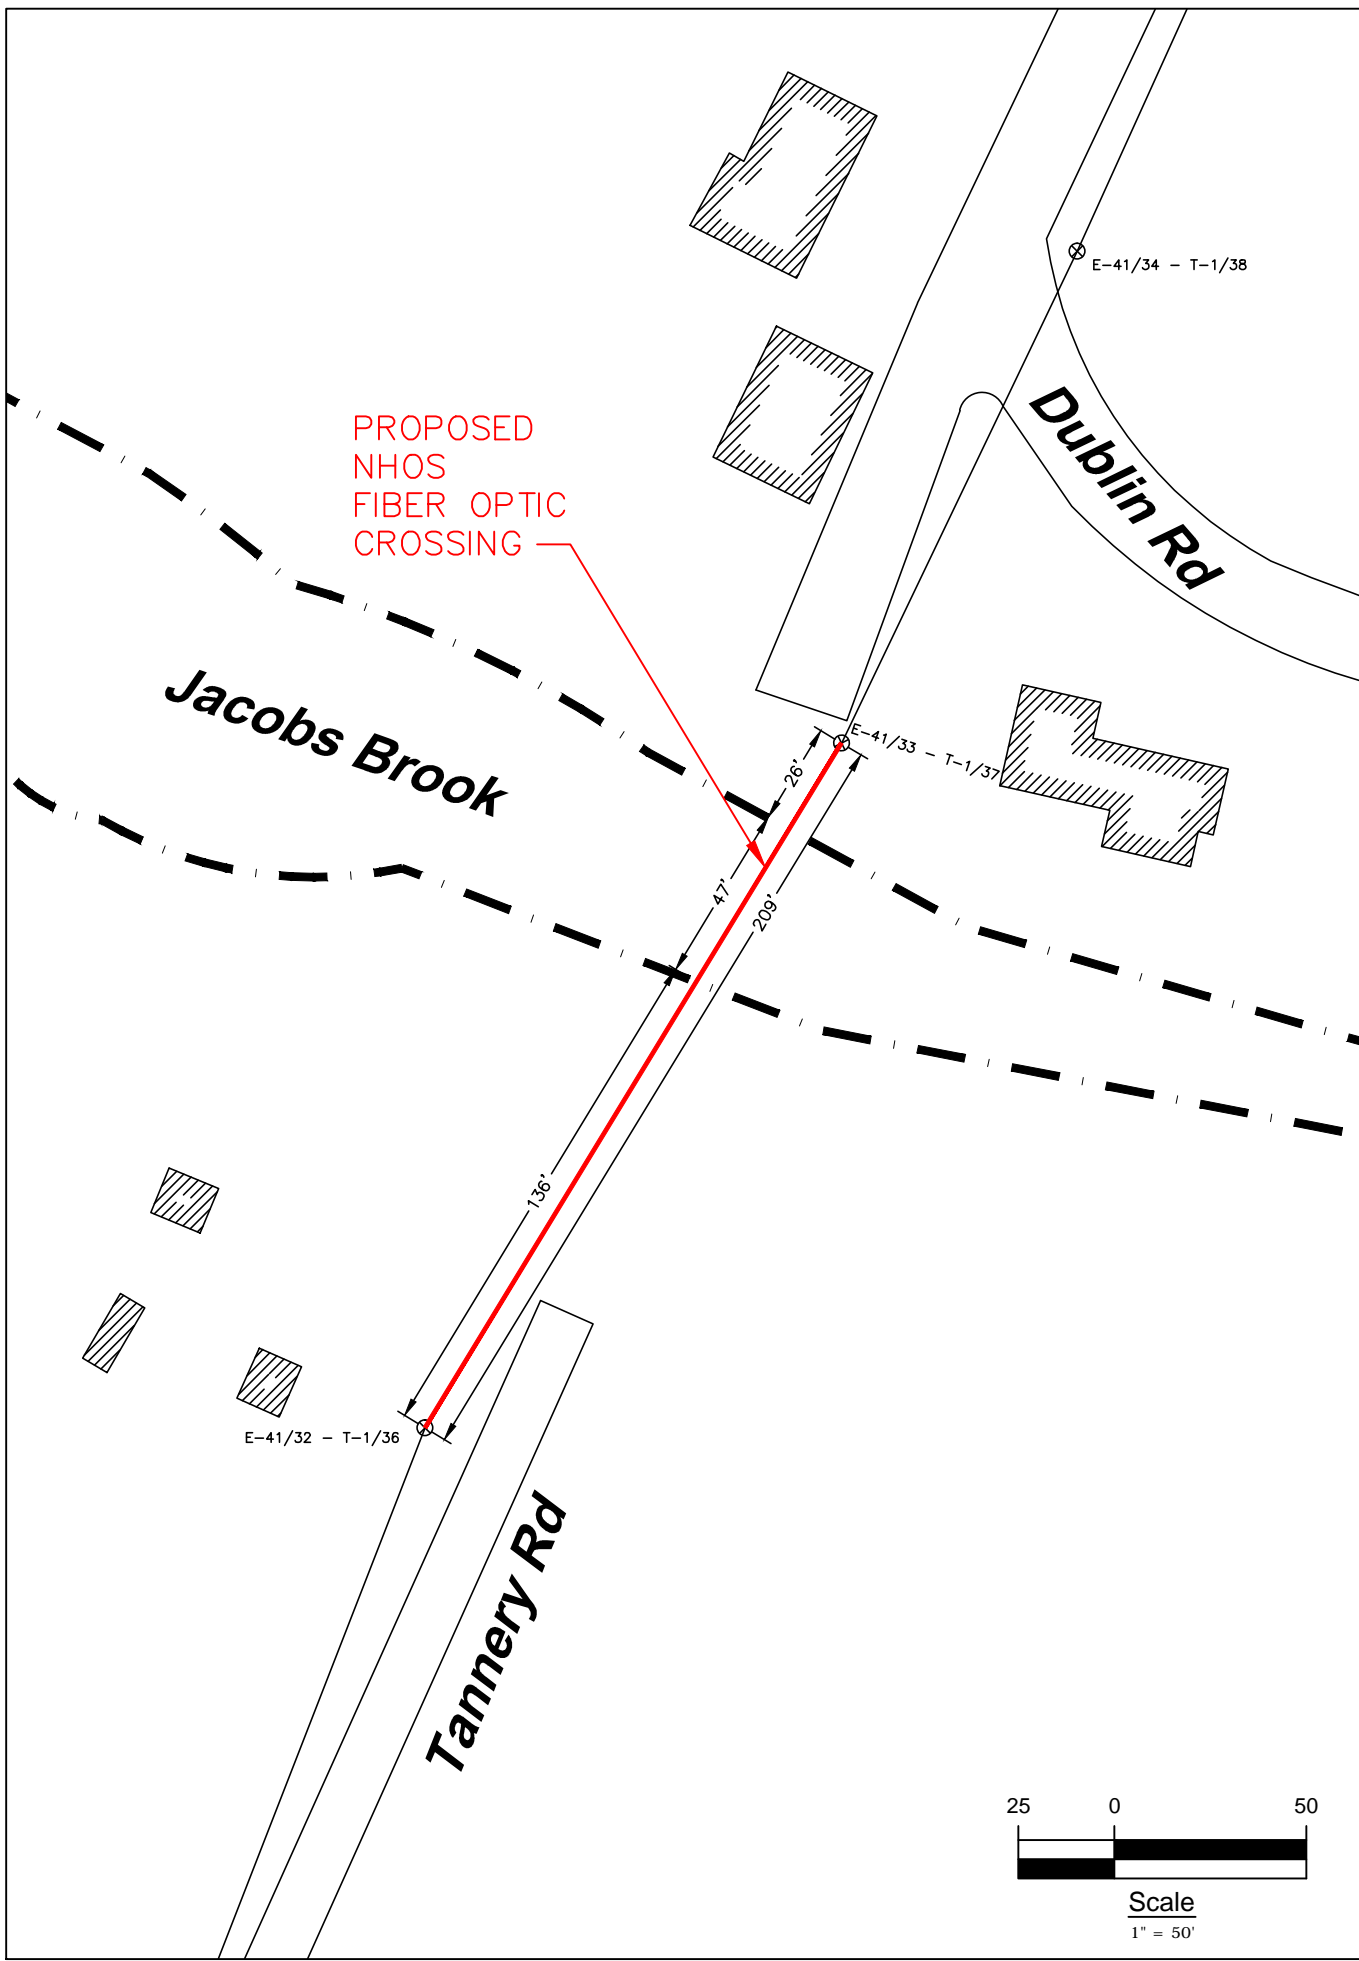 E-41/34 - T-1/38
Dublin Rd
PROPOSED
NHOS
FIBER OPTIC
CROSSING
Jacobs Brook
E-41/33 - T-1/37
26'
47'
209'
136'
E-41/32 - T-1/36
Tannery Rd
25 0 50
Scale
1" = 50'